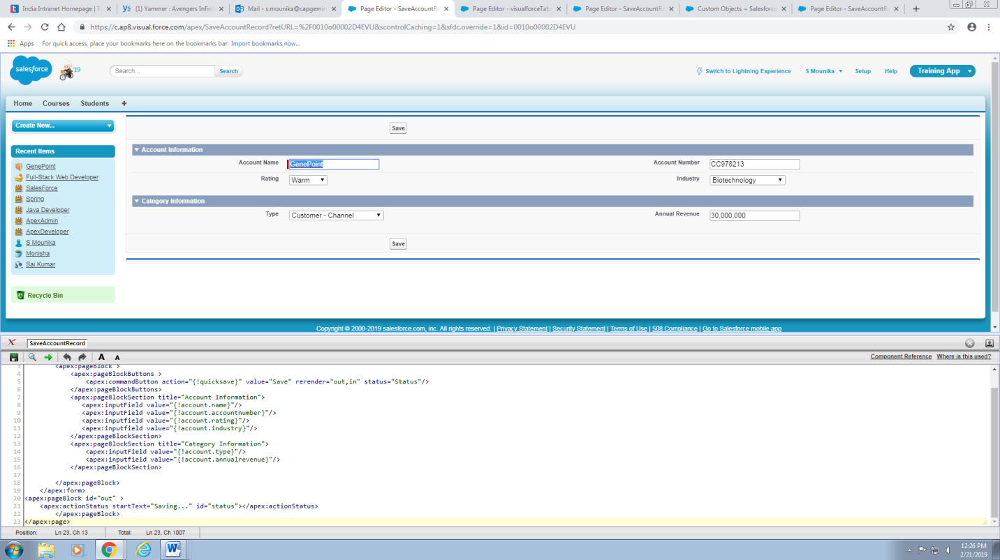 India Intranet Homepage | Ta
(1) Yammer : Avengers Infini
Mail - s.mounika@capgemin
Page Editor - SaveAccountRe
Page Editor - visualforceTab
Page Editor - SaveAccountRe
Custom Objects ~ Salesforce
Page Editor - SaveAccountRe
https://c.ap8.visual.force.com/apex/SaveAccountRecord?retURL=%2F0010o00002D4EVU&scontrolCaching=1&sfdc.override=1&id=0010o00002D4EVU
Apps For quick access, place your bookmarks here on the bookmarks bar. Import bookmarks now...
salesforce '19
Search... Search
Switch to Lightning Experience S Mounika Setup Help Training App
Home Courses Students +
Create New...
Recent Items
GenePoint
Full-Stack Web Developer
SalesForce
Spring
Java Developer
ApexAdmin
ApexDeveloper
S Mounika
Monisha
Sai Kumar
Recycle Bin
Save
Account Information
Account Name GenePoint Account Number CC978213
Rating Warm Industry Biotechnology
Category Information
Type Customer - Channel Annual Revenue 30,000,000
Save
Copyright © 2000-2019 salesforce.com, inc. All rights reserved. | Privacy Statement | Security Statement | Terms of Use | 508 Compliance | Go to Salesforce mobile app
SaveAccountRecord
A A Component Reference Where is this used?
3 <apex:pageBlock >
4 <apex:pageBlockButtons >
5 <apex:commandButton action="{!quicksave}" value="Save" rerender="out,in" status="Status"/>
6 </apex:pageBlockButtons>
7 <apex:pageBlockSection title="Account Information">
8 <apex:inputField value="{!account.name}"/>
9 <apex:inputField value="{!account.accountnumber}"/>
10 <apex:inputfield value="{!account.rating}"/>
11 <apex:inputfield value="{!account.industry}"/>
12 </apex:pageBlockSection>
13 <apex:pageBlockSection title="Category Information">
14 <apex:inputField value="{!account.type}"/>
15 <apex:inputfield value="{!account.annualrevenue}"/>
16 </apex:pageBlockSection>
17
18 </apex:pageBlock>
19 </apex:form>
20 <apex:pageBlock id="out" >
21 <apex:actionStatus startText="Saving..." id="status"></apex:actionStatus>
22 </apex:pageBlock>
23 </apex:page>
Position: Ln 23, Ch 13 Total: Ln 23, Ch 1007
12:26 PM
2/21/2019